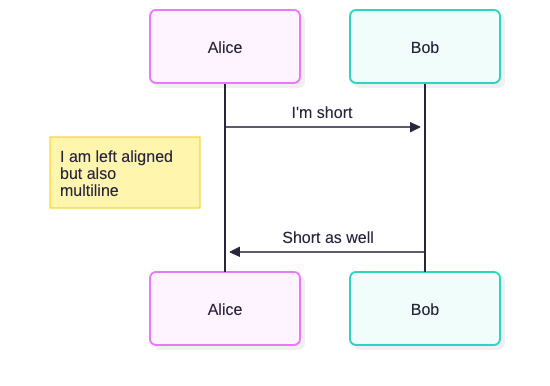 Alice
Bob
I'm short
I am left aligned
but also
multiline
Short as well
Alice
Bob